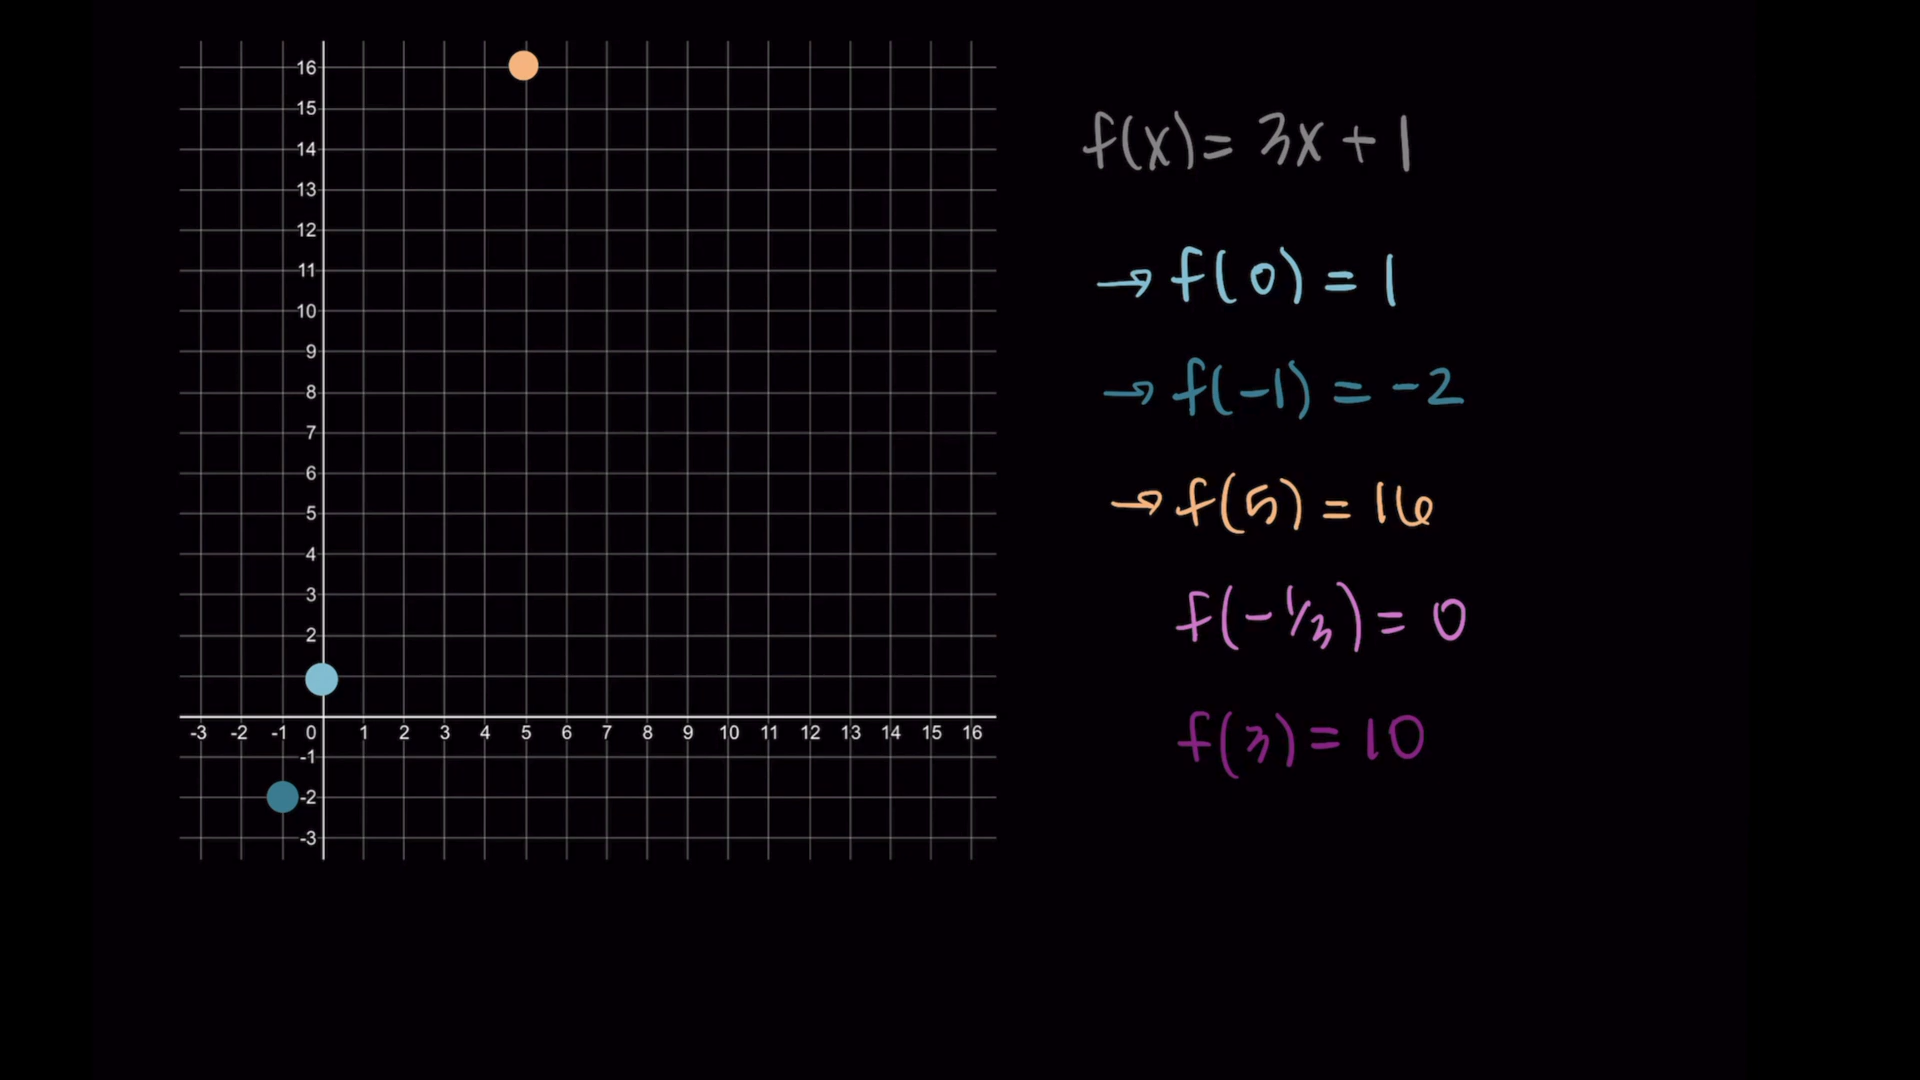 16
15
14
13
12
11
10
9
8
7
6
5
4
3
2
-3 -2 -1 0 1 2 3 4 5 6 7 8 9 10 11 12 13 14 15 16
-1
-2
-3
f(x) = 3x + 1
→ f(0) = 1
→ f(-1) = -2
→ f(5) = 16
f(-1/3) = 0
f(3) = 10